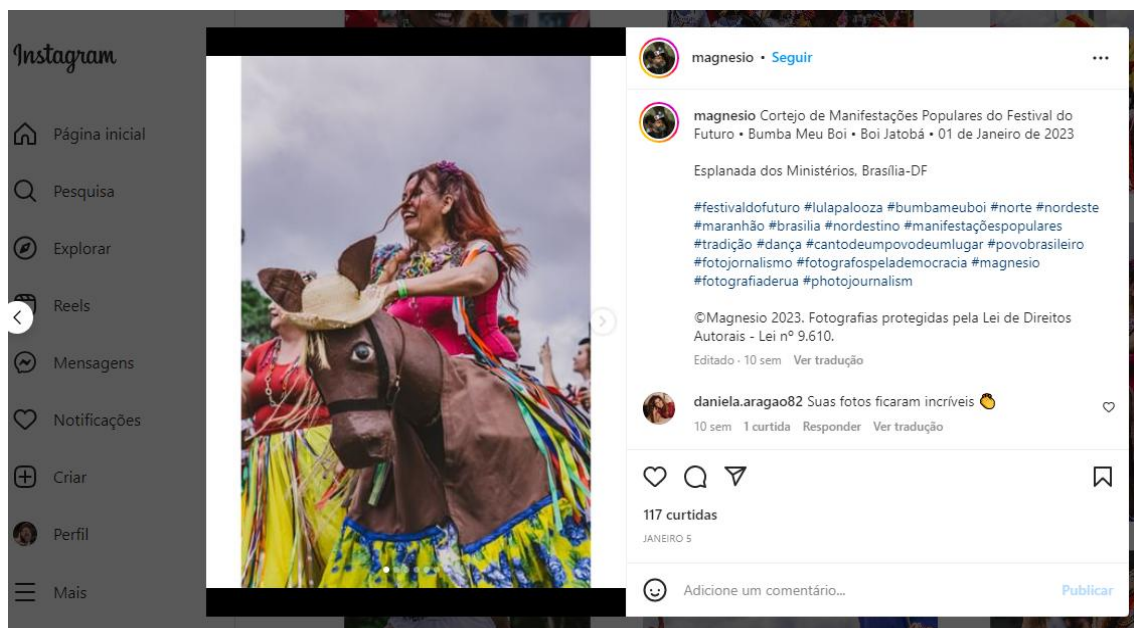 Instagram
Página inicial
Pesquisa
Explorar
Reels
Mensagens
Notificações
Criar
Perfil
Mais
magnesio • Seguir
magnesio Cortejo de Manifestações Populares do Festival do
Futuro • Bumba Meu Boi • Boi Jatobá • 01 de Janeiro de 2023
Esplanada dos Ministérios, Brasília-DF
#festivaldofuturo #lulapalooza #bumbameuboi #norte #nordeste
#maranhão #brasilia #nordestino #manifestaçõespopulares
#tradição #dança #cantodeumpovodeumlugar #povobrasileiro
#fotojornalismo #fotografospelademocracia #magnesio
#fotografiaderua #photojournalism
©Magnesio 2023. Fotografias protegidas pela Lei de Direitos
Autorais - Lei nº 9.610.
Editado · 10 sem Ver tradução
daniela.aragao82 Suas fotos ficaram incríveis 👏
10 sem 1 curtida Responder Ver tradução
117 curtidas
JANEIRO 5
Adicione um comentário... Publicar